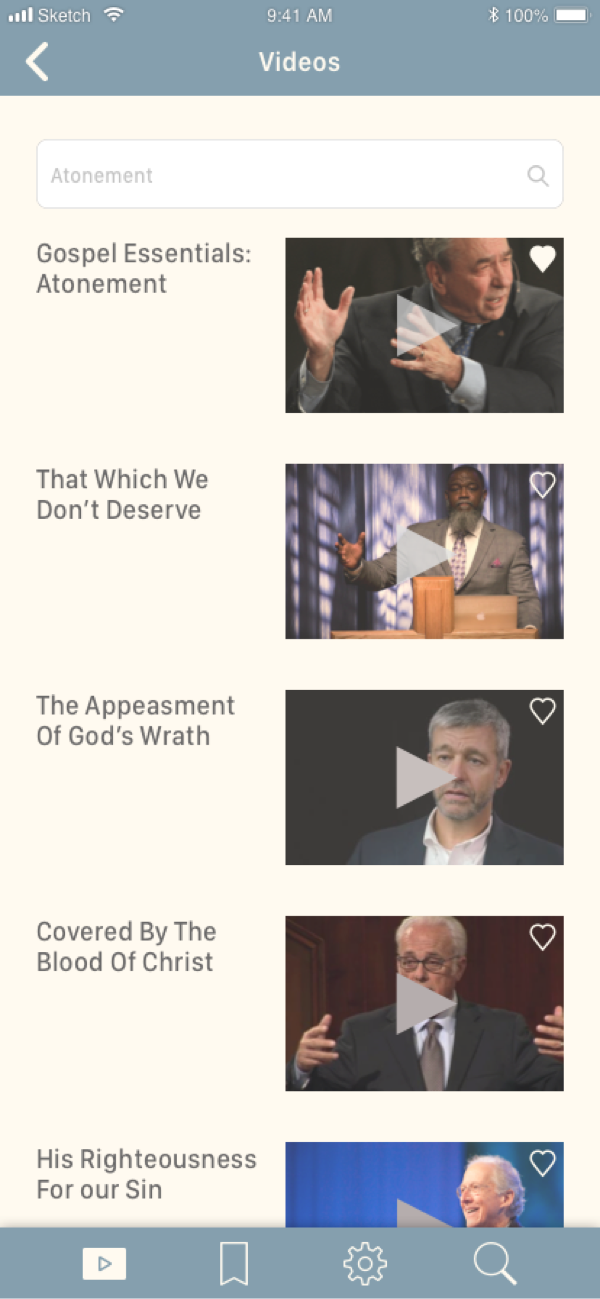 Sketch 9:41 AM 100%
Videos
Atonement
Gospel Essentials:
Atonement
That Which We
Don't Deserve
The Appeasment
Of God's Wrath
Covered By The
Blood Of Christ
His Righteousness
For our Sin